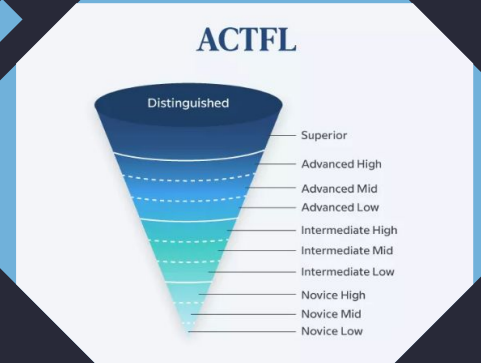 ACTFL
Distinguished
Superior
Advanced High
Advanced Mid
Advanced Low
Intermediate High
Intermediate Mid
Intermediate Low
Novice High
Novice Mid
Novice Low